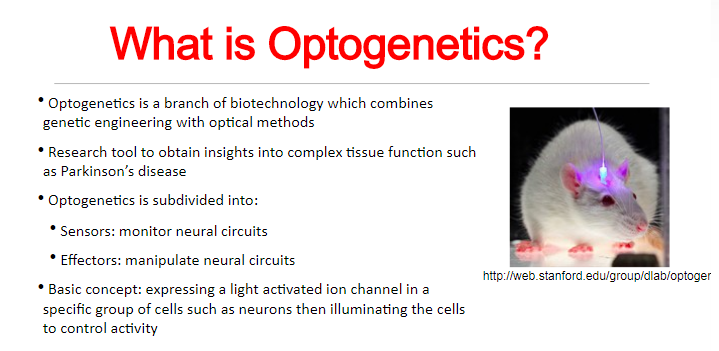 What is Optogenetics?
• Optogenetics is a branch of biotechnology which combines
genetic engineering with optical methods
• Research tool to obtain insights into complex tissue function such
as Parkinson’s disease
• Optogenetics is subdivided into:
• Sensors: monitor neural circuits
• Effectors: manipulate neural circuits
• Basic concept: expressing a light activated ion channel in a
specific group of cells such as neurons then illuminating the cells
to control activity
http://web.stanford.edu/group/dlab/optoger